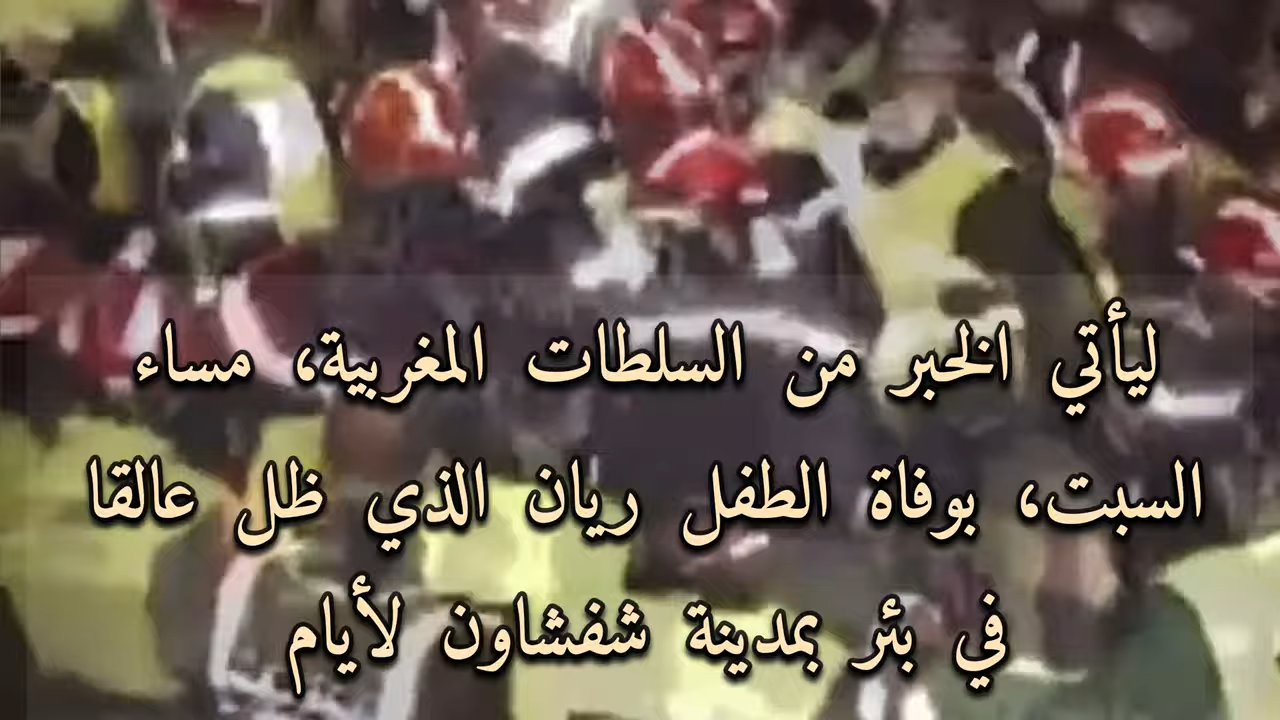 ليأتي الخبر من السلطات المغربية، مساء
السبت، بوفاة الطفل ريان الذي ظل عالقا
في بئر بمدينة شفشاون لأيام